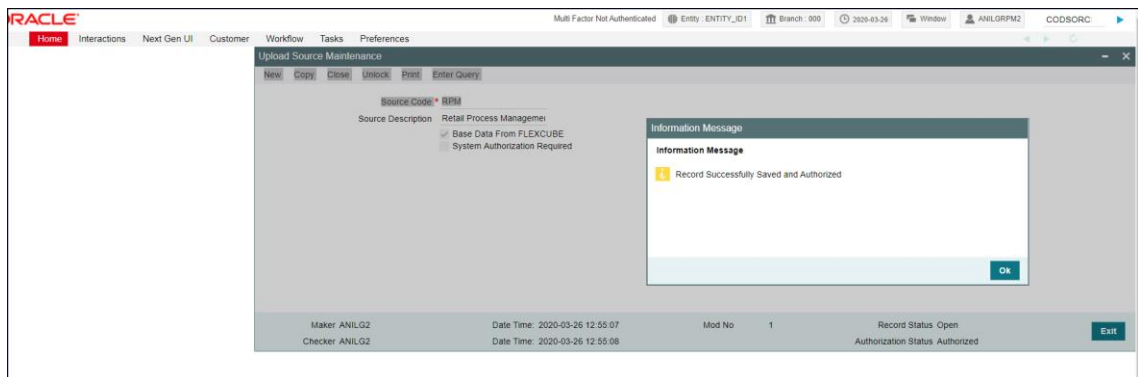 RACLE
Multi Factor Not Authenticated Entity : ENTITY_ID1 Branch : 000 2020-03-26 Window ANILGRPM2 CODSORC
Home Interactions Next Gen UI Customer Workflow Tasks Preferences
Upload Source Maintenance
New Copy Close Unlock Print Enter Query
Source Code * RPM
Source Description Retail Process Managemei
Base Data From FLEXCUBE
System Authorization Required
Information Message
Information Message
Record Successfully Saved and Authorized
Ok
Maker ANILG2 Date Time: 2020-03-26 12:55:07 Mod No 1 Record Status Open
Checker ANILG2 Date Time: 2020-03-26 12:55:08 Authorization Status Authorized
Exit